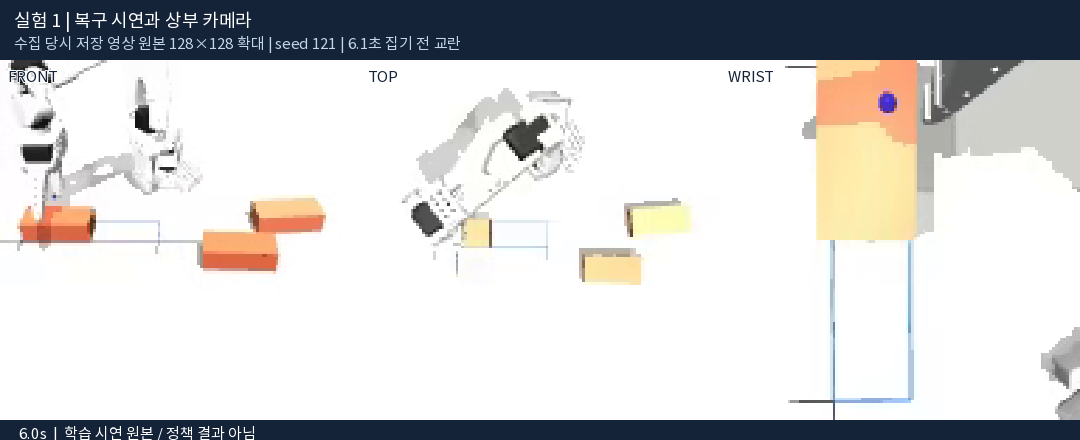 실험 1 | 복구 시연과 상부 카메라
수집 당시 저장 영상 원본 128×128 확대 | seed 121 | 6.1초 집기 전 교란
FRONT
TOP
WRIST
6.0s | 학습 시연 원본 / 정책 결과 아님